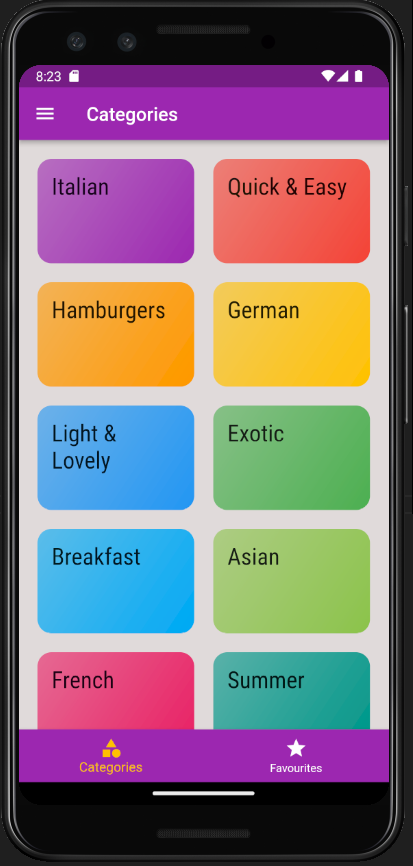 8:23
Categories
Italian
Quick & Easy
Hamburgers
German
Light &
Lovely
Exotic
Breakfast
Asian
French
Summer
Categories
Favourites